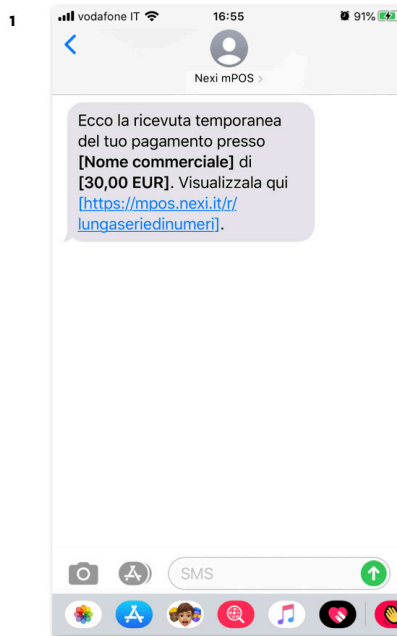 1
vodafone IT
16:55
91%
Nexi mPOS >
Ecco la ricevuta temporanea
del tuo pagamento presso
[Nome commerciale] di
[30,00 EUR]. Visualizzala qui
[https://mpos.nexi.it/r/
lungaseriedinumeri].
SMS